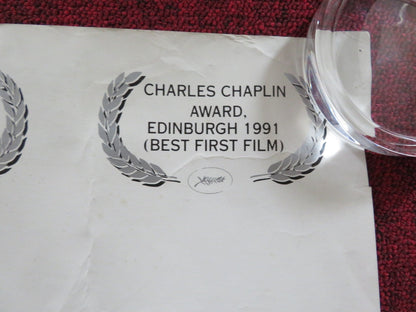 CHARLES CHAPLIN
AWARD,
EDINBURGH 1991
(BEST FIRST FILM)